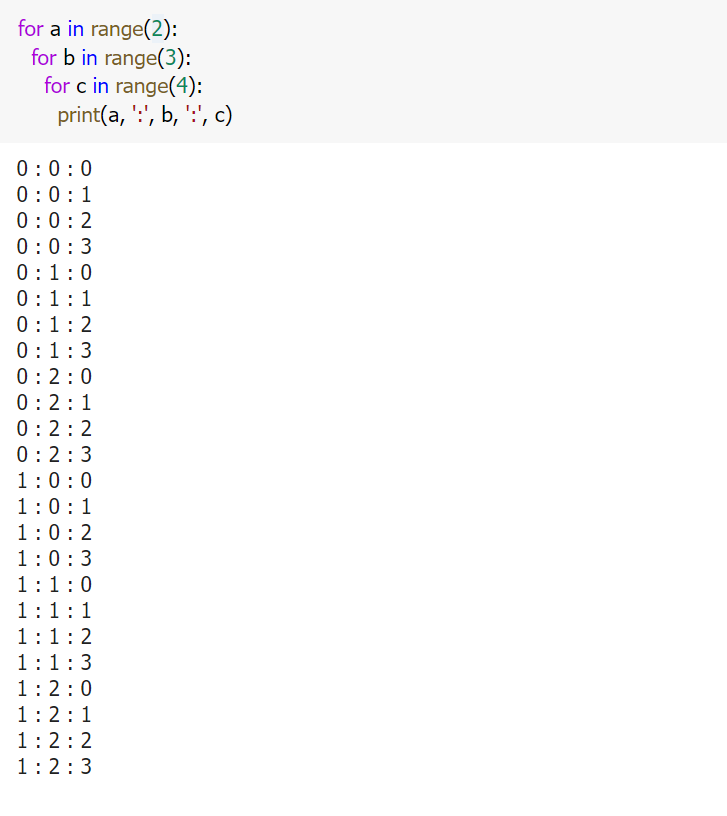 for a in range(2):
  for b in range(3):
    for c in range(4):
      print(a, ':', b, ':', c)
0 : 0 : 0
0 : 0 : 1
0 : 0 : 2
0 : 0 : 3
0 : 1 : 0
0 : 1 : 1
0 : 1 : 2
0 : 1 : 3
0 : 2 : 0
0 : 2 : 1
0 : 2 : 2
0 : 2 : 3
1 : 0 : 0
1 : 0 : 1
1 : 0 : 2
1 : 0 : 3
1 : 1 : 0
1 : 1 : 1
1 : 1 : 2
1 : 1 : 3
1 : 2 : 0
1 : 2 : 1
1 : 2 : 2
1 : 2 : 3